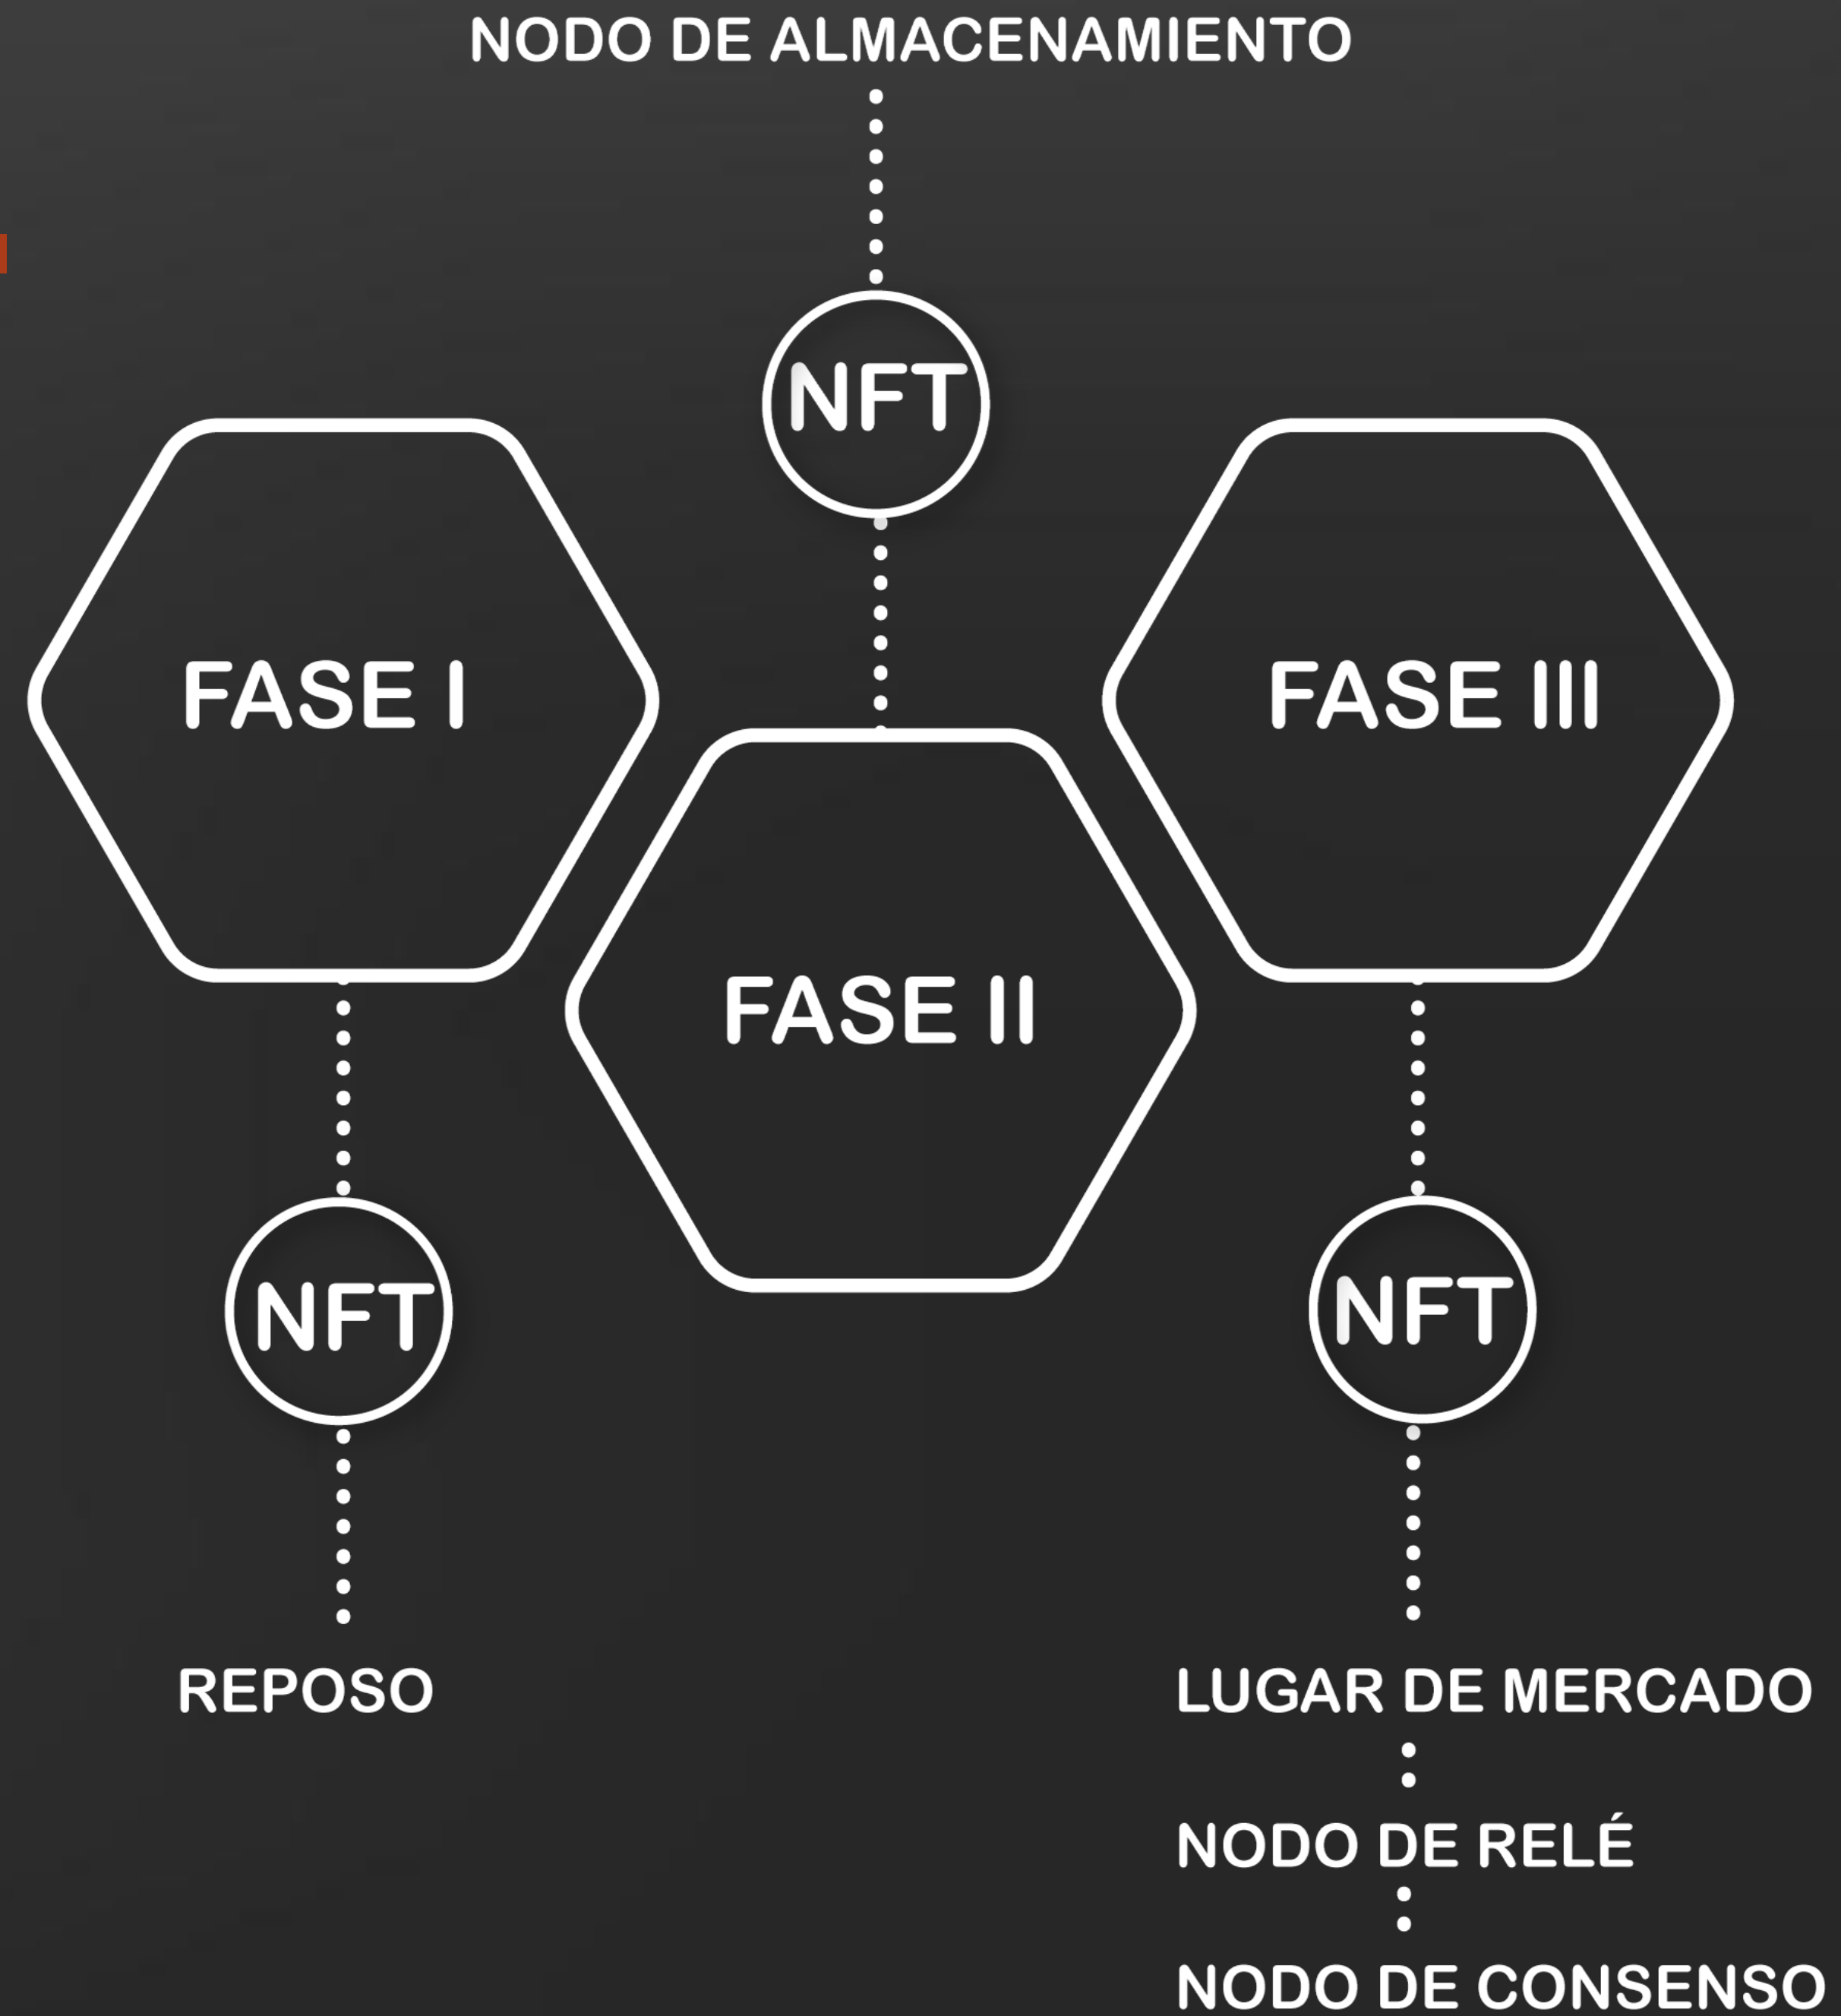 NODO DE ALMACENAMIENTO
NFT
FASE I
FASE III
FASE II
NFT
NFT
REPOSO
LUGAR DE MERCADO
NODO DE RELÉ
NODO DE CONSENSO